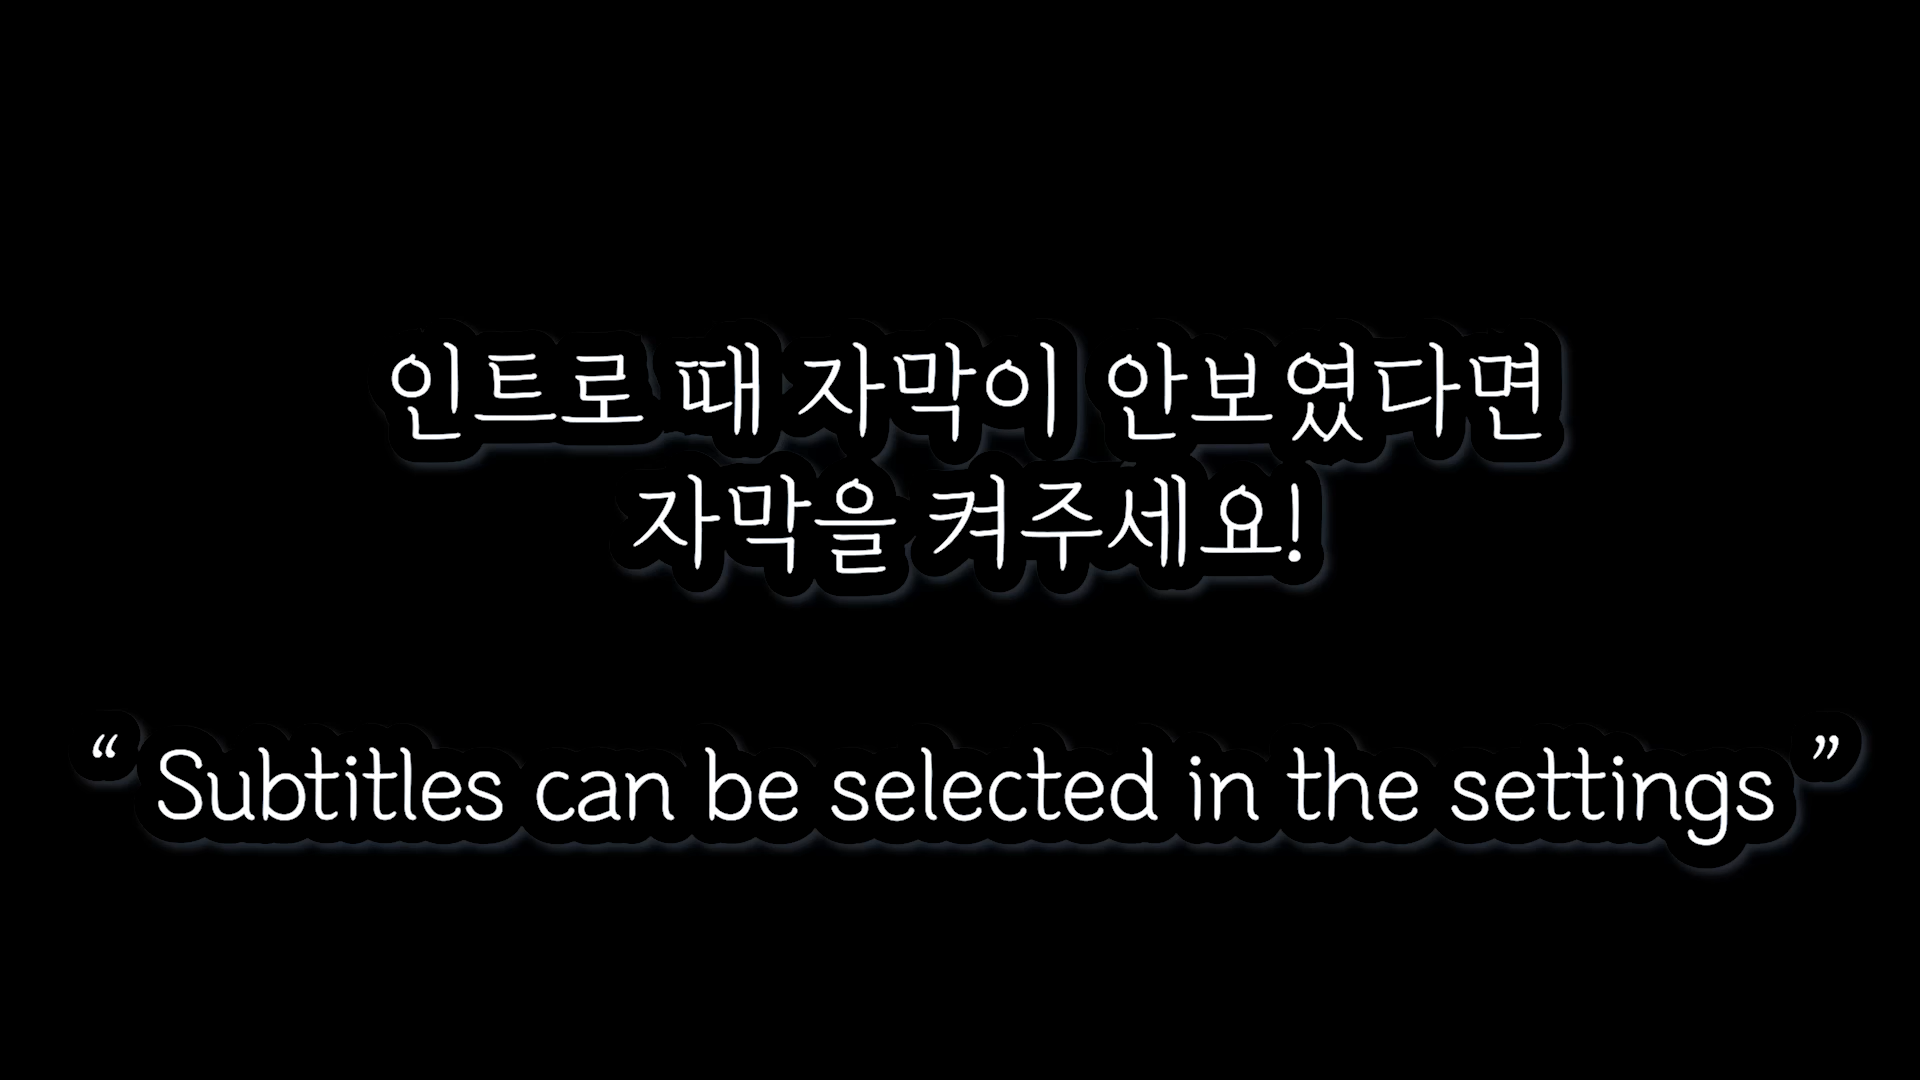 인트로 때 자막이 안보였다면
자막을 켜주세요!
“ Subtitles can be selected in the settings ”